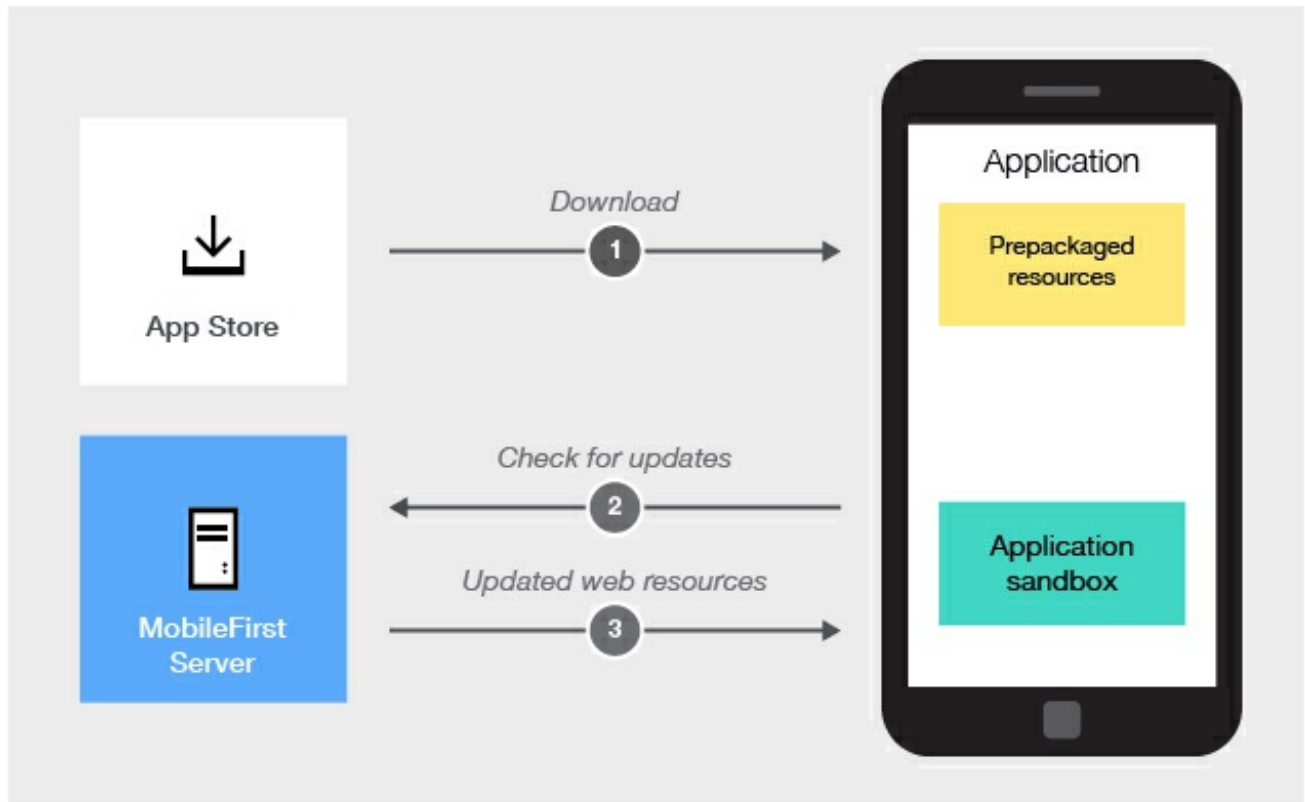 App Store
MobileFirst
Server
Download
1
Check for updates
2
Updated web resources
3
Application
Prepackaged
resources
Application
sandbox